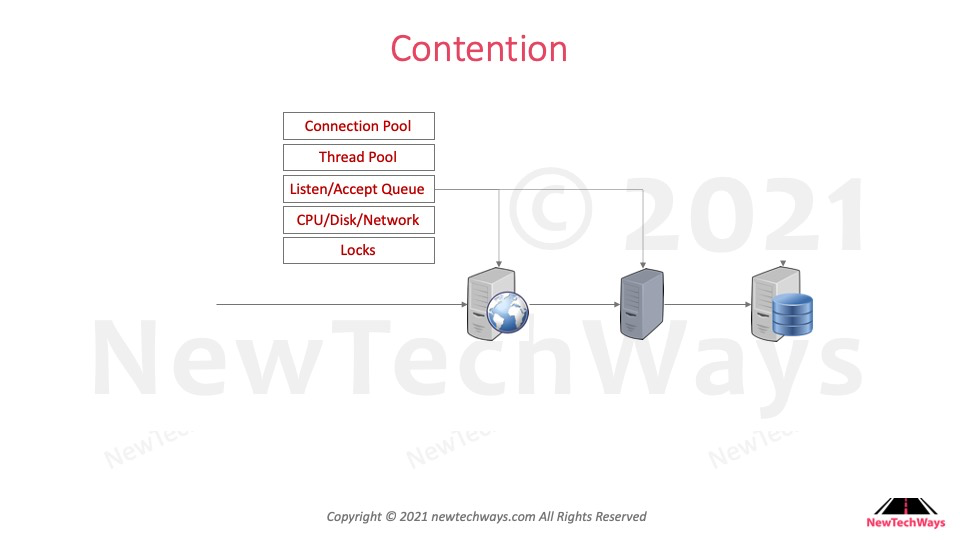 Contention
Connection Pool
Thread Pool
Listen/Accept Queue
CPU/Disk/Network
Locks
© 2021
NewTechWays
NewTec
NewTec
NewTec
Copyright © 2021 newtechways.com All Rights Reserved
NewTechWays